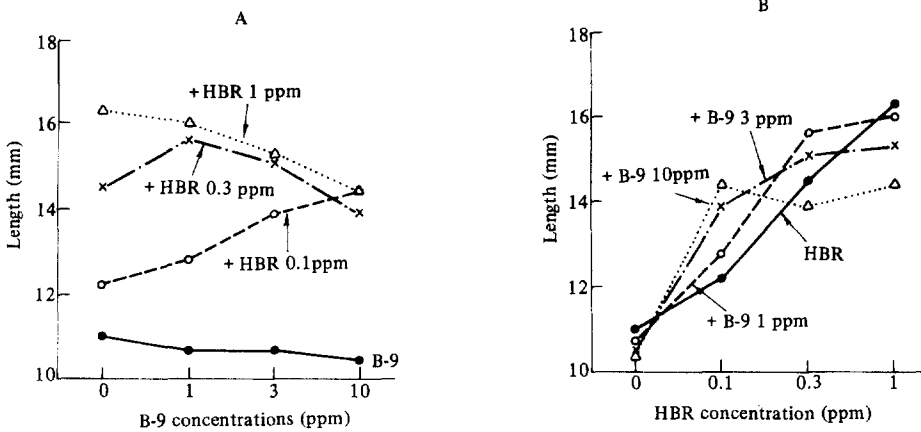 A
18
16
14
12
10
Length (mm)
+ HBR 1 ppm
+ HBR 0.3 ppm
+ HBR 0.1ppm
B-9
0 1 3 10
B-9 concentrations (ppm)
B
18
16
14
12
10
Length (mm)
+ B-9 3 ppm
+ B-9 10ppm
HBR
+ B-9 1 ppm
0 0.1 0.3 1
HBR concentration (ppm)